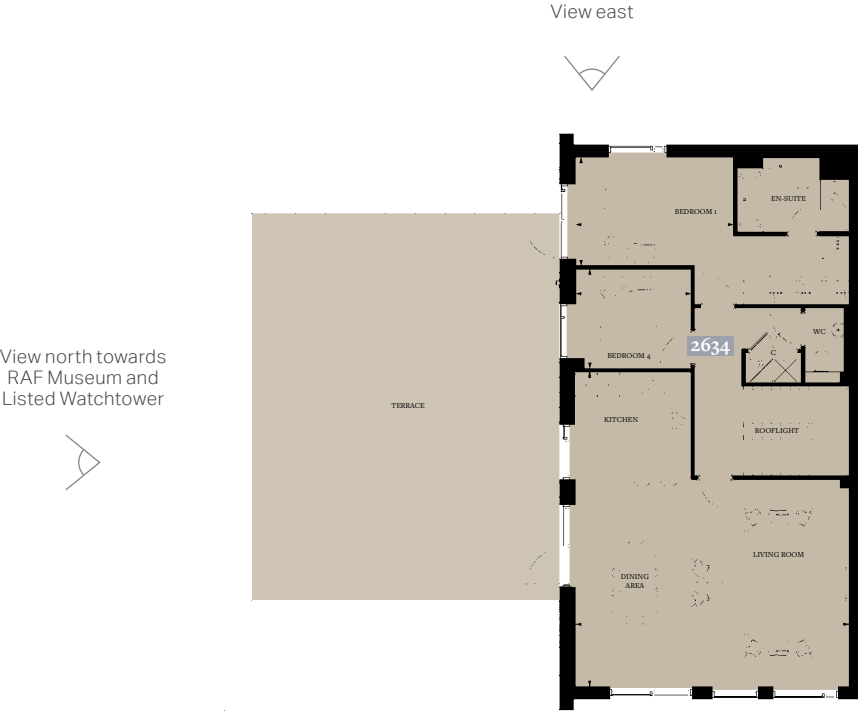 View east
EN-SUITE
BEDROOM 1
WC
2634
C
BEDROOM 4
View north towards
RAF Museum and
Listed Watchtower
TERRACE
KITCHEN
ROOFLIGHT
LIVING ROOM
DINING
AREA